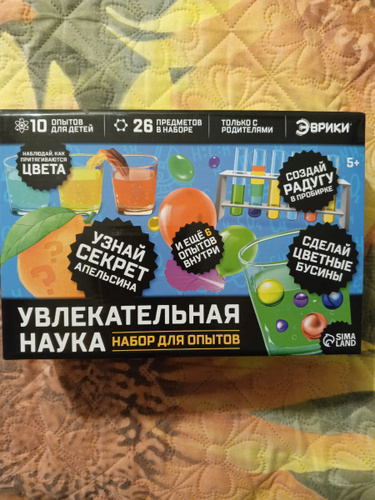 10 ОПЫТОВ
ДЛЯ ДЕТЕЙ
26 ПРЕДМЕТОВ
В НАБОРЕ
ТОЛЬКО С
РОДИТЕЛЯМИ
ЭВРИКИ
НАБЛЮДАЙ, КАК
ПРИТЯГИВАЮТСЯ
ЦВЕТА
5+
СОЗДАЙ
РАДУГУ
В ПРОБИРКЕ
УЗНАЙ
СЕКРЕТ
АПЕЛЬСИНА
И ЕЩЁ 6
ОПЫТОВ
ВНУТРИ
СДЕЛАЙ
ЦВЕТНЫЕ
БУСИНЫ
УВЛЕКАТЕЛЬНАЯ
НАУКА НАБОР ДЛЯ ОПЫТОВ
SIMA
LAND